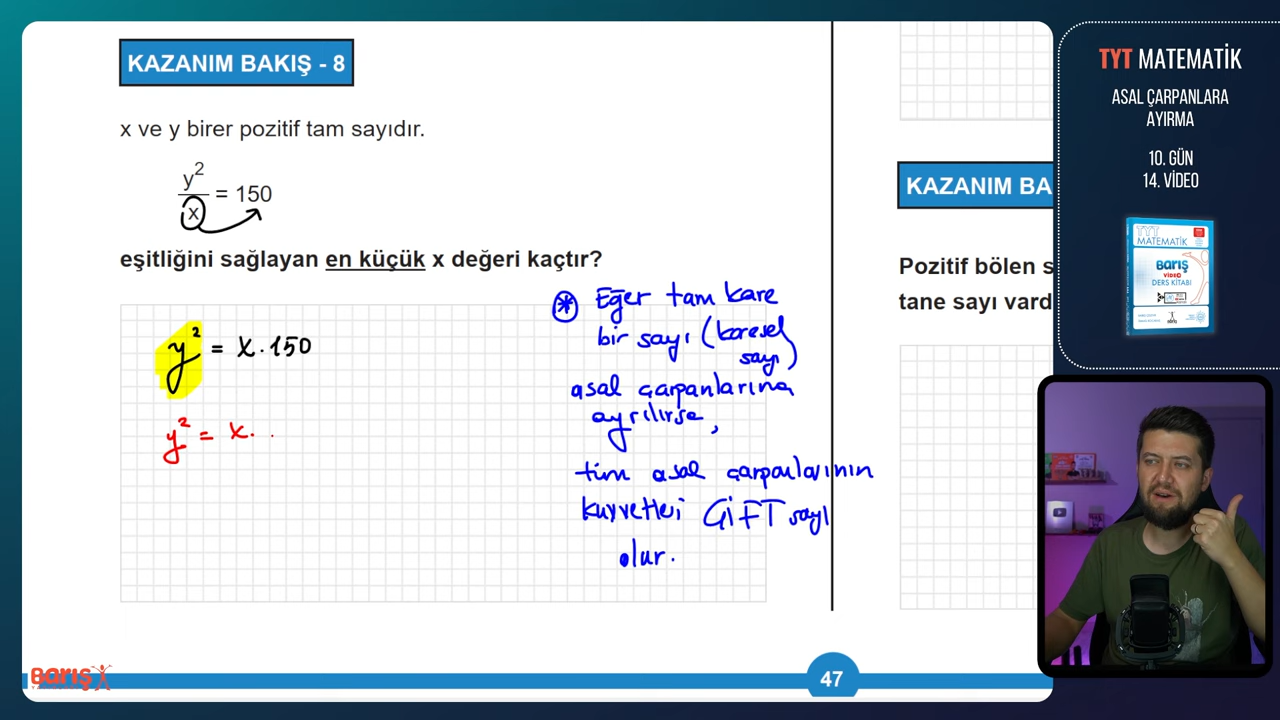 KAZANIM BAKIŞ - 8
x ve y birer pozitif tam sayıdır.
y²
= 150
x
eşitliğini sağlayan en küçük x değeri kaçtır?
y² = x.150
y² = x.
* Eğer tam kare
bir sayı (karesel
sayı)
asal çarpanlarına
ayrılırsa,
tüm asal çarpanlarının
kuvvetleri ÇİFT sayı
olur.
KAZANIM BA
Pozitif bölen s
tane sayı vard
47
Barış
TYT MATEMATİK
ASAL ÇARPANLARA
AYIRMA
10. GÜN
14. VİDEO
TYT
MATEMATİK
Barış
VİDEO
DERS KİTABI